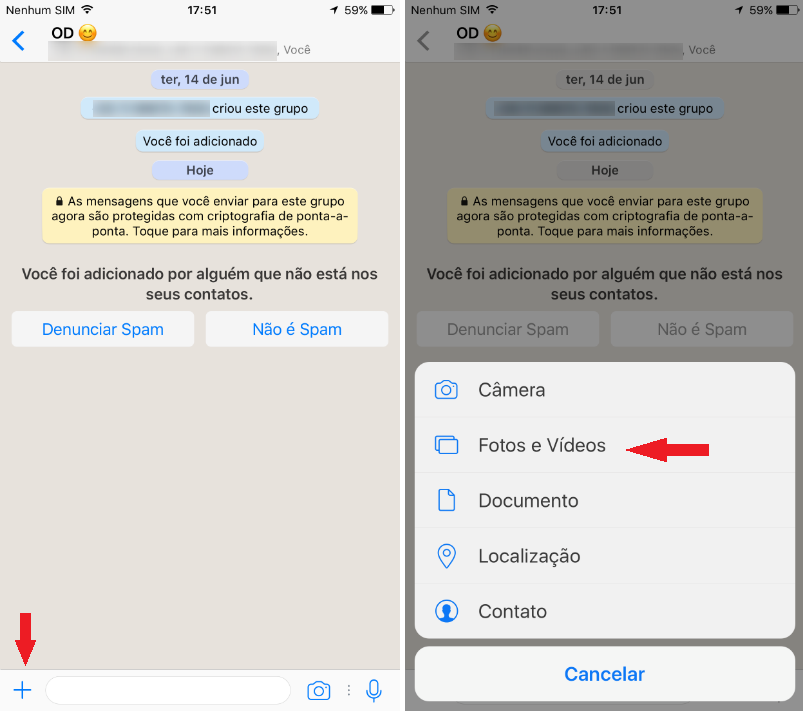 Nenhum SIM 17:51 59%
OD 😊
, Você
ter, 14 de jun
criou este grupo
Você foi adicionado
Hoje
As mensagens que você enviar para este grupo
agora são protegidas com criptografia de ponta-a-
ponta. Toque para mais informações.
Você foi adicionado por alguém que não está nos
seus contatos.
Denunciar Spam Não é Spam
Nenhum SIM 17:51 59%
OD 😊
, Você
ter, 14 de jun
criou este grupo
Você foi adicionado
Hoje
As mensagens que você enviar para este grupo
agora são protegidas com criptografia de ponta-a-
ponta. Toque para mais informações.
Você foi adicionado por alguém que não está nos
seus contatos.
Denunciar Spam Não é Spam
Câmera
Fotos e Vídeos
Documento
Localização
Contato
Cancelar